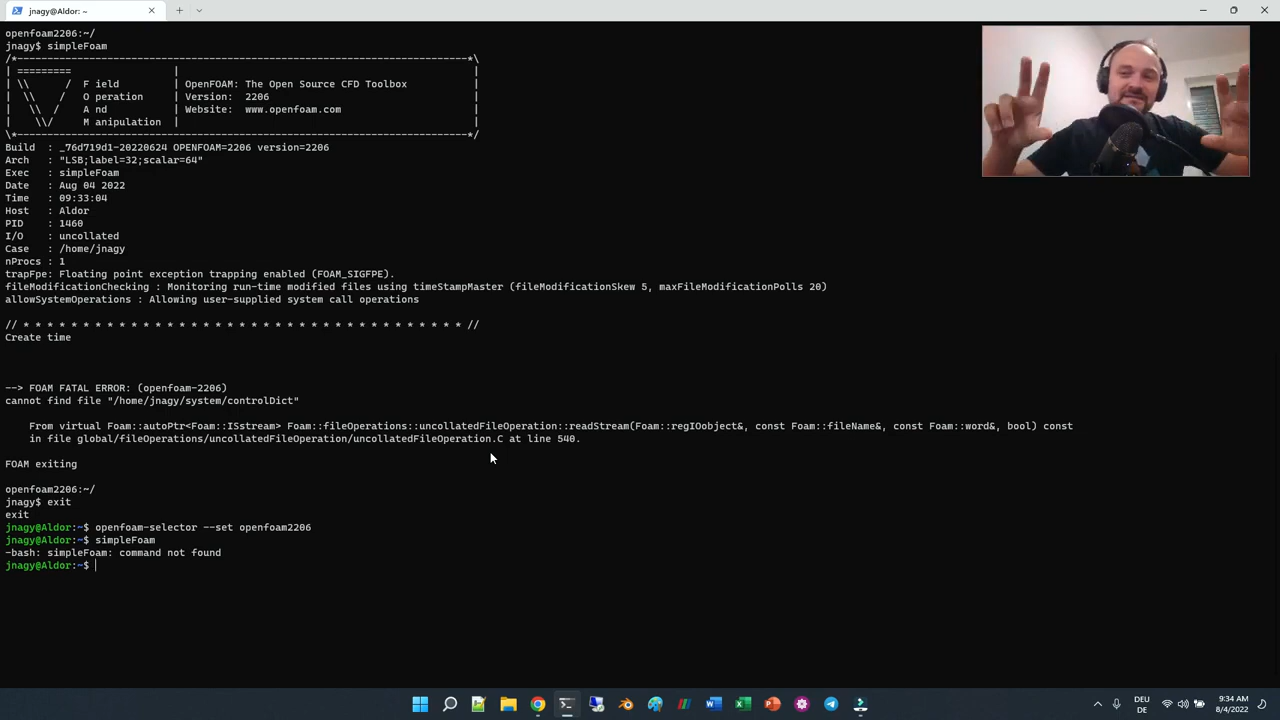 jnagy@Aldor: ~
openfoam2206:~/
jnagy$ simpleFoam
/*---------------------------------------------------------------------------*\
| =========                 |                                                 |
| \\      /  F ield         | OpenFOAM: The Open Source CFD Toolbox           |
|  \\    /   O peration     | Version:  2206                                  |
|   \\  /    A nd           | Website:  www.openfoam.com                      |
|    \\/     M anipulation  |                                                 |
\*---------------------------------------------------------------------------*/
Build  : _76d719d1-20220624 OPENFOAM=2206 version=2206
Arch   : "LSB;label=32;scalar=64"
Exec   : simpleFoam
Date   : Aug 04 2022
Time   : 09:33:04
Host   : Aldor
PID    : 1460
I/O    : uncollated
Case   : /home/jnagy
nProcs : 1
trapFpe: Floating point exception trapping enabled (FOAM_SIGFPE).
fileModificationChecking : Monitoring run-time modified files using timeStampMaster (fileModificationSkew 5, maxFileModificationPolls 20)
allowSystemOperations : Allowing user-supplied system call operations
// * * * * * * * * * * * * * * * * * * * * * * * * * * * * * * * * * * * * * //
Create time
--> FOAM FATAL ERROR: (openfoam-2206)
cannot find file "/home/jnagy/system/controlDict"
    From virtual Foam::autoPtr<Foam::ISstream> Foam::fileOperations::uncollatedFileOperation::readStream(Foam::regIOobject&, const Foam::fileName&, const Foam::word&, bool) const
    in file global/fileOperations/uncollatedFileOperation/uncollatedFileOperation.C at line 540.
FOAM exiting
openfoam2206:~/
jnagy$ exit
exit
jnagy@Aldor:~$ openfoam-selector --set openfoam2206
jnagy@Aldor:~$ simpleFoam
-bash: simpleFoam: command not found
jnagy@Aldor:~$
DEU
DE
9:34 AM
8/4/2022